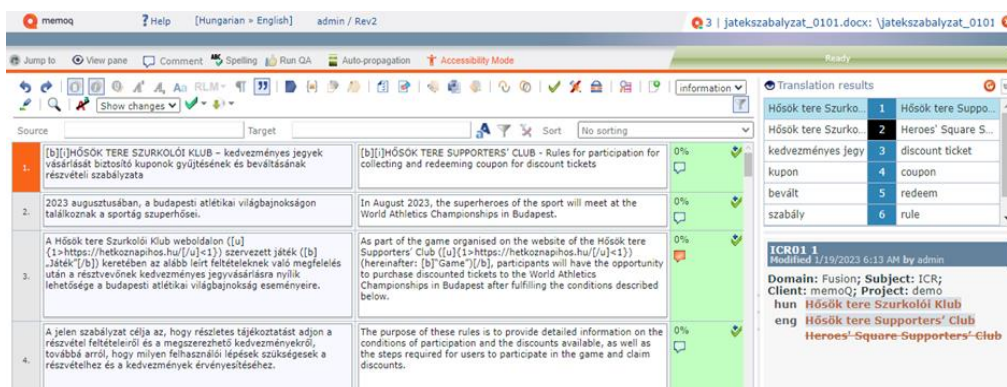 memoq
? Help
[Hungarian » English]
admin / Rev2
3 | jatekszabalyzat_0101.docx: \jatekszabalyzat_0101
Jump to
View pane
Comment
Spelling
Run QA
Auto-propagation
Accessibility Mode
Ready
RLM
information
Show changes
Source
Target
Sort
No sorting
1.
[b][i]HŐSÖK TERE SZURKOLÓI KLUB – kedvezményes jegyek
vásárlását biztosító kuponok gyűjtésének és beváltásának
részvételi szabályzata
[b][i]HŐSÖK TERE SUPPORTERS' CLUB - Rules for participation for
collecting and redeeming coupon for discount tickets
0%
2.
2023 augusztusában, a budapesti atlétikai világbajnokságon
találkoznak a sportág szuperhősei.
In August 2023, the superheroes of the sport will meet at the
World Athletics Championships in Budapest.
0%
3.
A Hősök tere Szurkolói Klub weboldalon ([u]
{1>https://hetkoznapihos.hu/[/u]<1}) szervezett játék ([b]
„Játék"[/b]) keretében az alább leírt feltételeknek való megfelelés
után a résztvevőnek kedvezményes jegyvásárlásra nyílik
lehetősége a budapesti atlétikai világbajnokság eseményeire.
As part of the game organised on the website of the Hősök tere
Supporters' Club ([u]{1>https://hetkoznapihos.hu/[/u]<1})
(hereinafter: [b]"Game")[/b], participants will have the opportunity
to purchase discounted tickets to the World Athletics
Championships in Budapest after fulfilling the conditions described
below.
0%
4.
A jelen szabályzat célja az, hogy részletes tájékoztatást adjon a
részvétel feltételeiről és a megszerezhető kedvezményekről,
továbbá arról, hogy milyen felhasználói lépések szükségesek a
részvételhez és a kedvezmények érvényesítéséhez.
The purpose of these rules is to provide detailed information on the
conditions of participation and the discounts available, as well as
the steps required for users to participate in the game and claim
discounts.
0%
Translation results
Hősök tere Szurko... 1 Hősök tere Suppo...
Hősök tere Szurko... 2 Heroes' Square S...
kedvezményes jegy 3 discount ticket
kupon 4 coupon
bevált 5 redeem
szabály 6 rule
ICR01 1
Modified 1/19/2023 6:13 AM by admin
Domain: Fusion; Subject: ICR;
Client: memoQ; Project: demo
hun Hősök tere Szurkolói Klub
eng Hősök tere Supporters' Club
Heroes' Square Supporters' Club